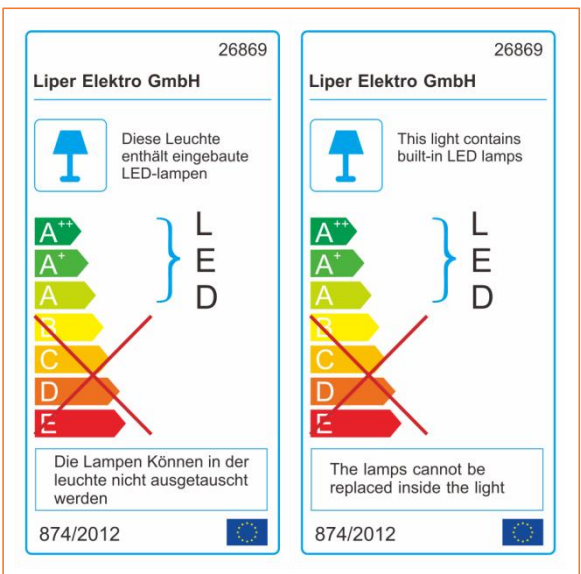 26869
Liper Elektro GmbH
Diese Leuchte
enthält eingebaute
LED-lampen
A++
A+
A
B
C
D
E
L
E
D
Die Lampen Können in der
leuchte nicht ausgetauscht
werden
874/2012
26869
Liper Elektro GmbH
This light contains
built-in LED lamps
A++
A+
A
B
C
D
E
L
E
D
The lamps cannot be
replaced inside the light
874/2012